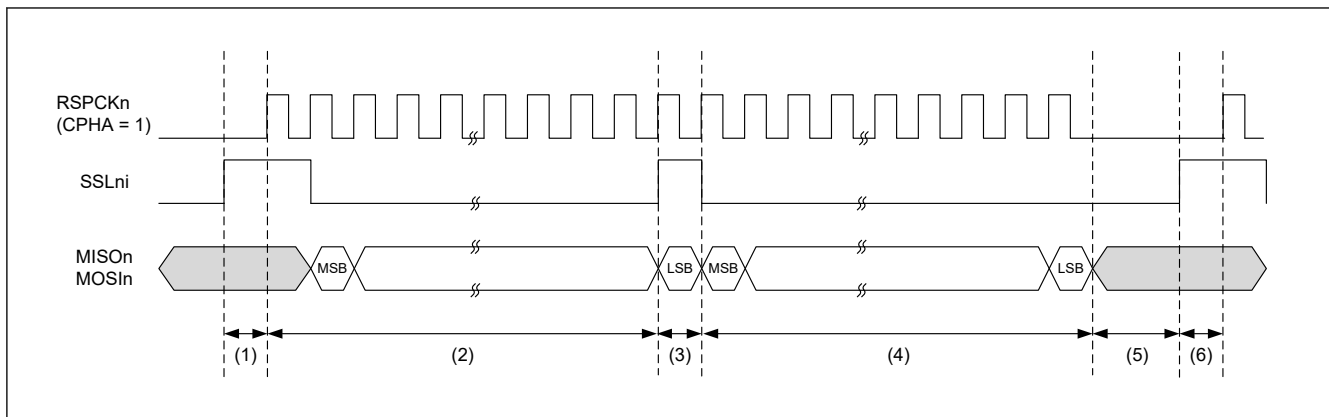 RSPCKn
(CPHA = 1)
SSLni
MISOn
MOSIn
MSB
LSB
MSB
LSB
(1)
(2)
(3)
(4)
(5)
(6)